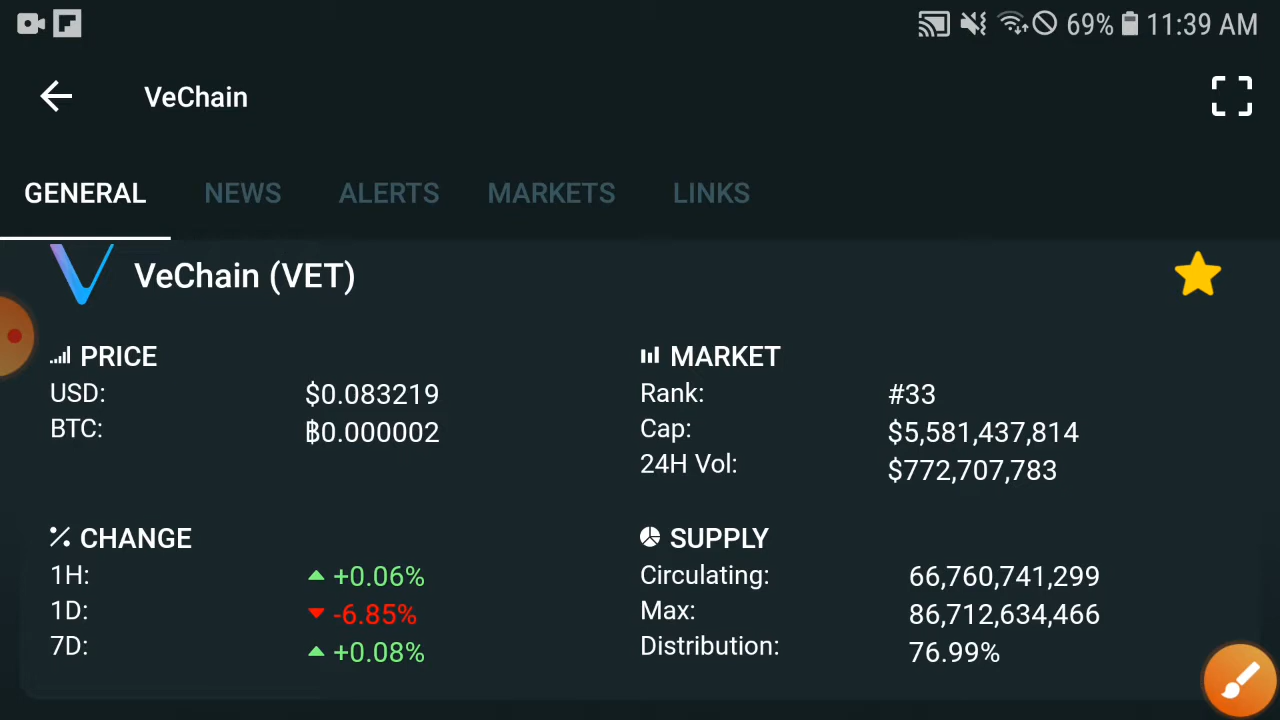 69% 11:39 AM
VeChain
GENERAL NEWS ALERTS MARKETS LINKS
VeChain (VET)
PRICE
USD: $0.083219
BTC: ฿0.000002
MARKET
Rank: #33
Cap: $5,581,437,814
24H Vol: $772,707,783
CHANGE
1H: +0.06%
1D: -6.85%
7D: +0.08%
SUPPLY
Circulating: 66,760,741,299
Max: 86,712,634,466
Distribution: 76.99%